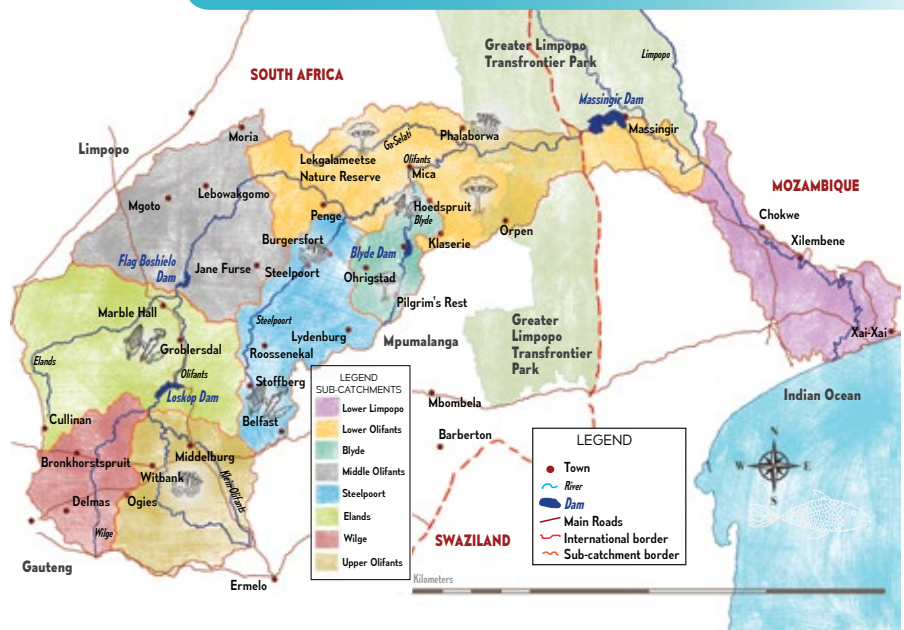 Greater Limpopo
Transfrontier Park
Limpopo
SOUTH AFRICA
Massingir Dam
Massingir
Moria
Limpopo
Ga-Selati
Phalaborwa
Lekgalameetse
Nature Reserve
Olifants
Mica
Lebowakgomo
Mgoto
Penge
Hoedspruit
Blyde
MOZAMBIQUE
Chokwe
Xilembene
Orpen
Klaserie
Burgersfort
Blyde Dam
Flag Boshielo
Dam
Jane Furse
Steelpoort
Ohrigstad
Marble Hall
Pilgrim's Rest
Steelpoort
Lydenburg
Mpumalanga
Greater
Limpopo
Transfrontier
Park
Xai-Xai
Groblersdal
Roossenekal
Elands
Olifants
Loskop Dam
Stoffberg
Indian Ocean
Cullinan
Belfast
Mbombela
Barberton
Bronkhorstspruit
Middelburg
Witbank
Klein-Olifants
Delmas
Ogies
Wilge
Gauteng
Ermelo
SWAZILAND
LEGEND
SUB-CATCHMENTS
Lower Limpopo
Lower Olifants
Blyde
Middle Olifants
Steelpoort
Elands
Wilge
Upper Olifants
LEGEND
Town
River
Dam
Main Roads
International border
Sub-catchment border
N
W E
S
Kilometers